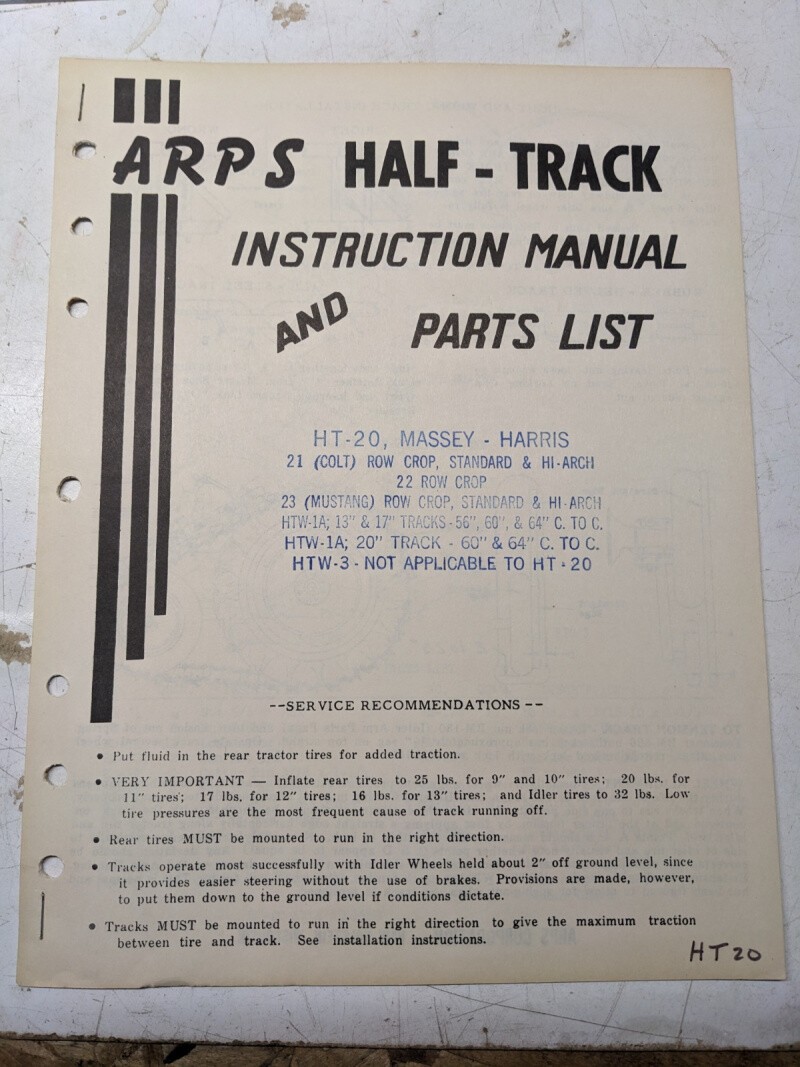 ARPS HALF - TRACK
INSTRUCTION MANUAL
AND PARTS LIST
HT-20, MASSEY - HARRIS
21 (COLT) ROW CROP, STANDARD & HI-ARCH
22 ROW CROP
23 (MUSTANG) ROW CROP, STANDARD & HI-ARCH
HTW-1A; 13" & 17" TRACKS - 56", 60", & 64" C. TO C.
HTW-1A; 20" TRACK - 60" & 64" C. TO C.
HTW-3 - NOT APPLICABLE TO HT-20
--SERVICE RECOMMENDATIONS--
• Put fluid in the rear tractor tires for added traction.
• VERY IMPORTANT — Inflate rear tires to 25 lbs. for 9" and 10" tires; 20 lbs. for
11" tires; 17 lbs. for 12" tires; 16 lbs. for 13" tires; and Idler tires to 32 lbs. Low
tire pressures are the most frequent cause of track running off.
• Rear tires MUST be mounted to run in the right direction.
• Tracks operate most successfully with Idler Wheels held about 2" off ground level, since
it provides easier steering without the use of brakes. Provisions are made, however,
to put them down to the ground level if conditions dictate.
• Tracks MUST be mounted to run in the right direction to give the maximum traction
between tire and track. See installation instructions.
HT20